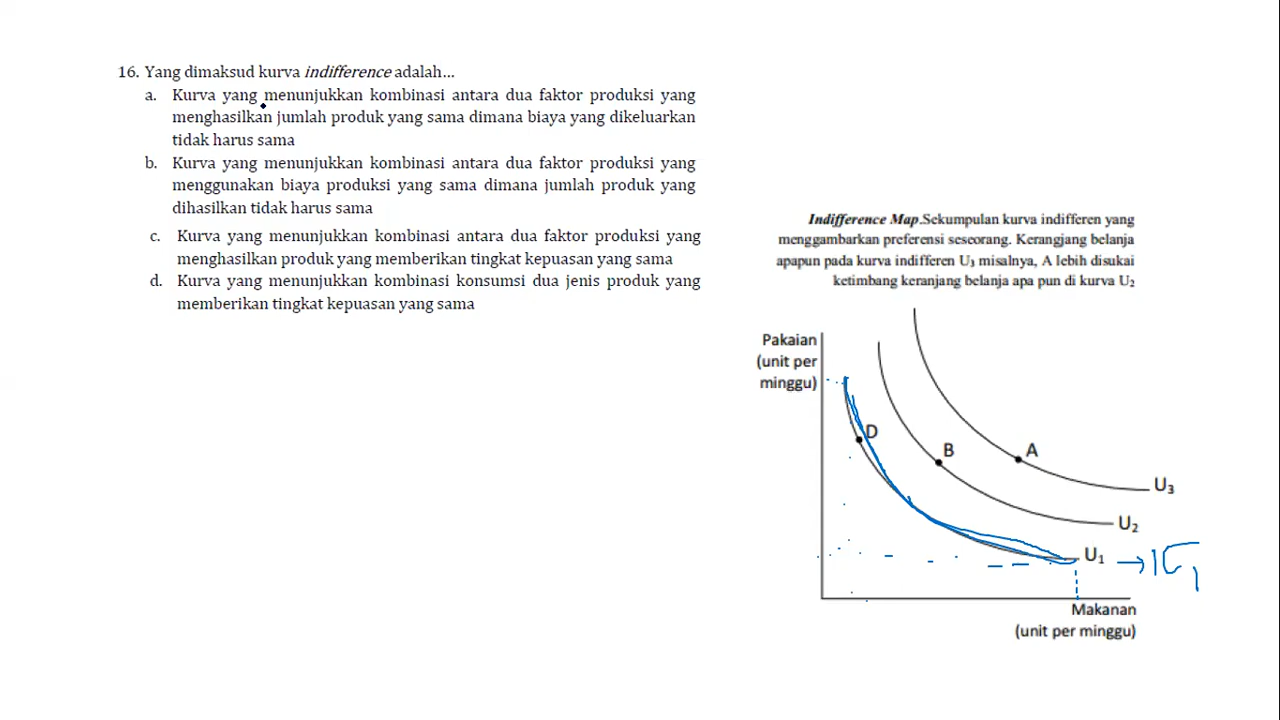 16. Yang dimaksud kurva indifference adalah...
a. Kurva yang menunjukkan kombinasi antara dua faktor produksi yang
menghasilkan jumlah produk yang sama dimana biaya yang dikeluarkan
tidak harus sama
b. Kurva yang menunjukkan kombinasi antara dua faktor produksi yang
menggunakan biaya produksi yang sama dimana jumlah produk yang
dihasilkan tidak harus sama
c. Kurva yang menunjukkan kombinasi antara dua faktor produksi yang
menghasilkan produk yang memberikan tingkat kepuasan yang sama
d. Kurva yang menunjukkan kombinasi konsumsi dua jenis produk yang
memberikan tingkat kepuasan yang sama
Indifference Map.Sekumpulan kurva indifferen yang
menggambarkan preferensi seseorang. Kerangjang belanja
apapun pada kurva indifferen U₃ misalnya, A lebih disukai
ketimbang keranjang belanja apa pun di kurva U₂
Pakaian
(unit per
minggu)
D
B
A
U₃
U₂
U₁
Makanan
(unit per minggu)